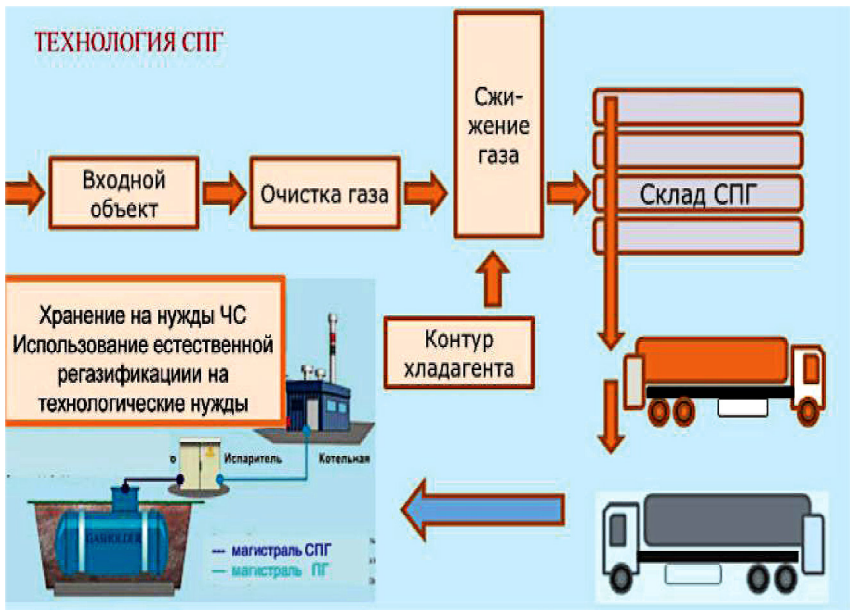 ТЕХНОЛОГИЯ СПГ
Сжи-
жение
газа
Входной
объект
Очистка газа
Склад СПГ
Контур
хладагента
Хранение на нужды ЧС
Использование естественной
регазификациии на
технологические нужды
Испаритель
Котельная
GASHOLDER
--- магистраль СПГ
--- магистраль ПГ